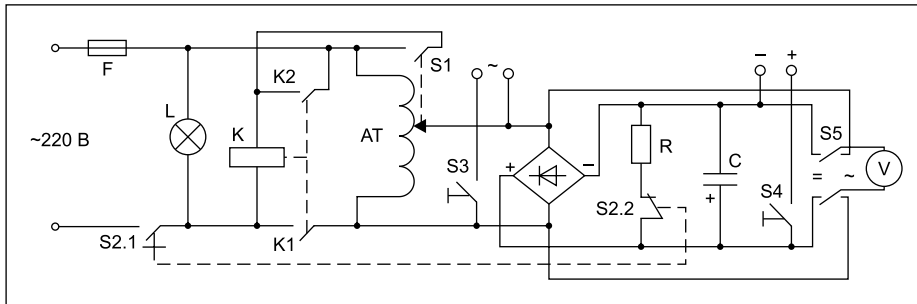 F
L
~220 В
K
K2
K1
AT
S1
~
S2.1
S3
+
–
R
S2.2
C
+
–
+
S4
S5
=
~
V